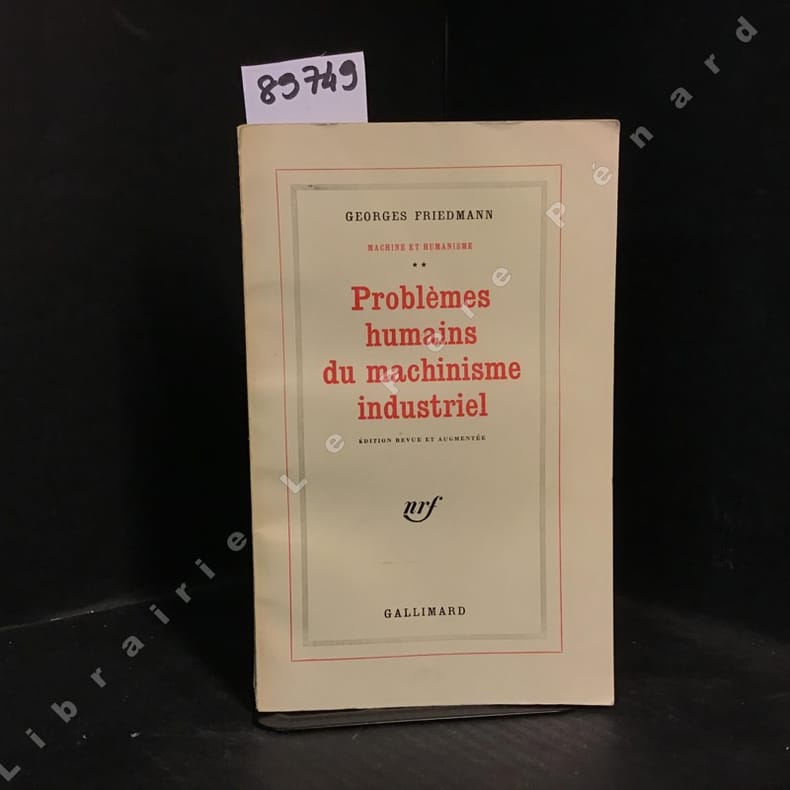 89749
GEORGES FRIEDMANN
MACHINE ET HUMANISME
**
Problèmes
humains
du machinisme
industriel
ÉDITION REVUE ET AUGMENTÉE
nrf
GALLIMARD
Librairie Le Père Pénard